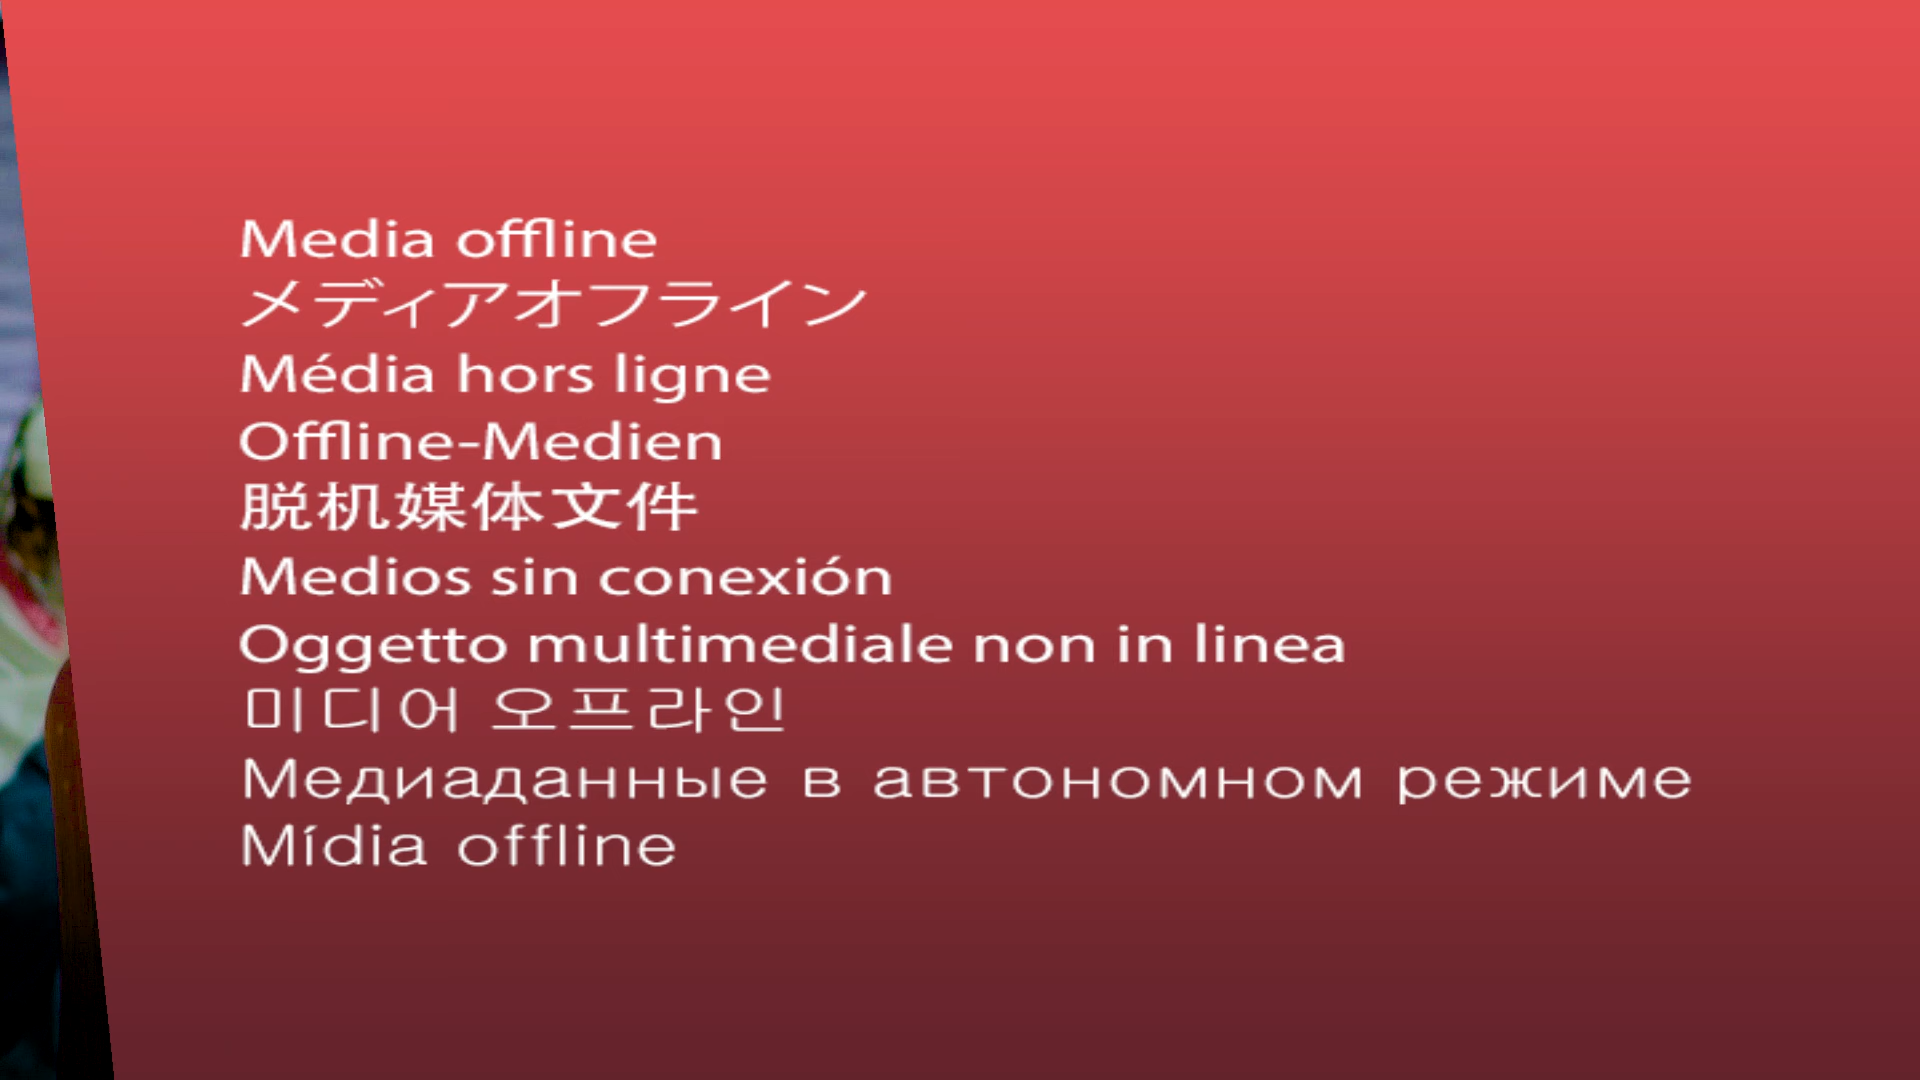 Media offline
メディアオフライン
Média hors ligne
Offline-Medien
脱机媒体文件
Medios sin conexión
Oggetto multimediale non in linea
미디어 오프라인
Медиаданные в автономном режиме
Mídia offline